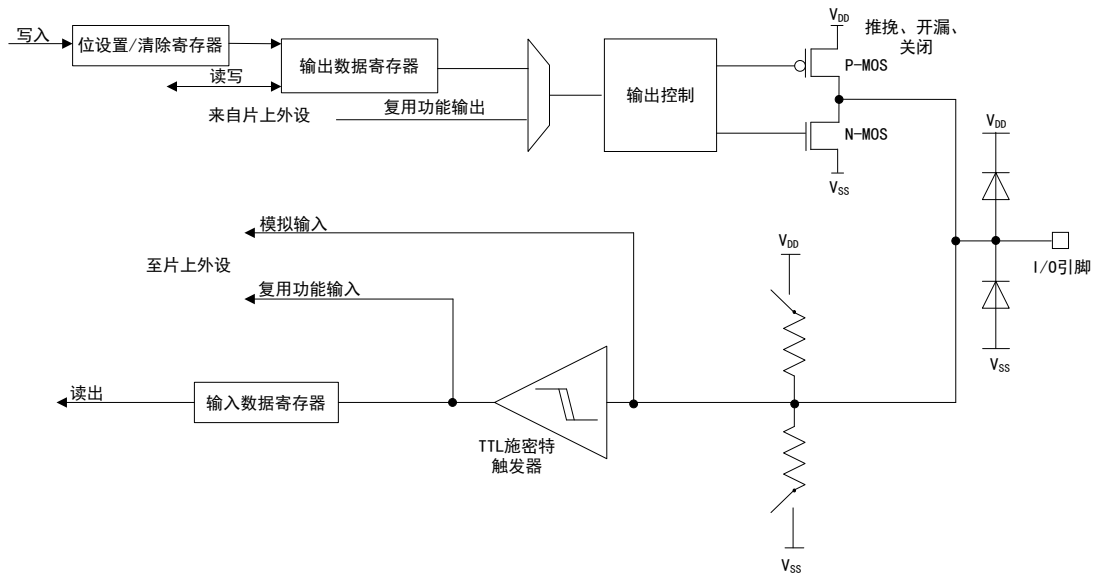 写入
位设置/清除寄存器
读写
输出数据寄存器
来自片上外设
复用功能输出
输出控制
VDD
推挽、开漏、
关闭
P-MOS
N-MOS
VSS
VDD
I/O引脚
VSS
模拟输入
至片上外设
复用功能输入
VDD
读出
输入数据寄存器
TTL施密特
触发器
VSS